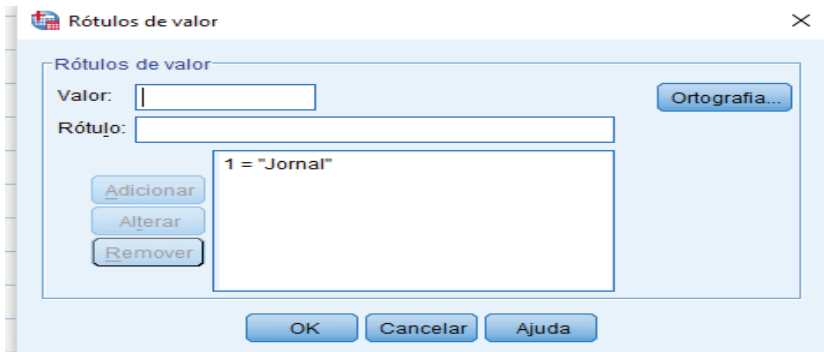 Rótulos de valor
Rótulos de valor
Valor:
Ortografia...
Rótulo:
1 = "Jornal"
Adicionar
Alterar
Remover
OK Cancelar Ajuda